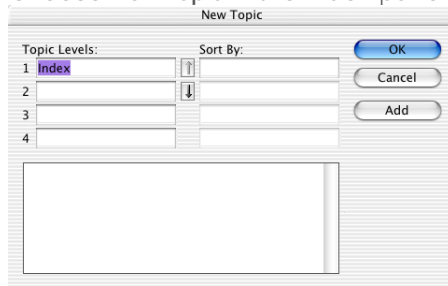 New Topic
Topic Levels:
Sort By:
OK
1 Index
Cancel
2
Add
3
4